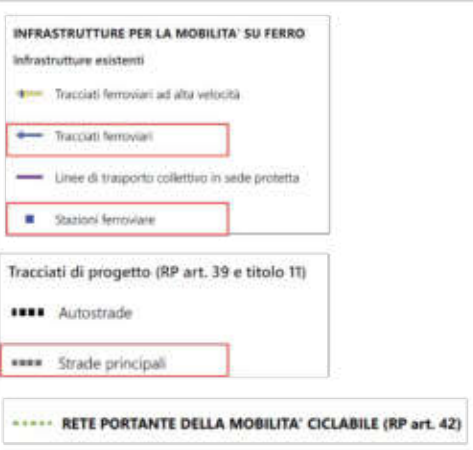 INFRASTRUTTURE PER LA MOBILITA' SU FERRO
Infrastrutture esistenti
Tracciati ferroviari ad alta velocità
Tracciati ferroviari
Linee di trasporto collettivo in sede protetta
Stazioni ferroviare
Tracciati di progetto (RP art. 39 e titolo 11)
Autostrade
Strade principali
RETE PORTANTE DELLA MOBILITA' CICLABILE (RP art. 42)